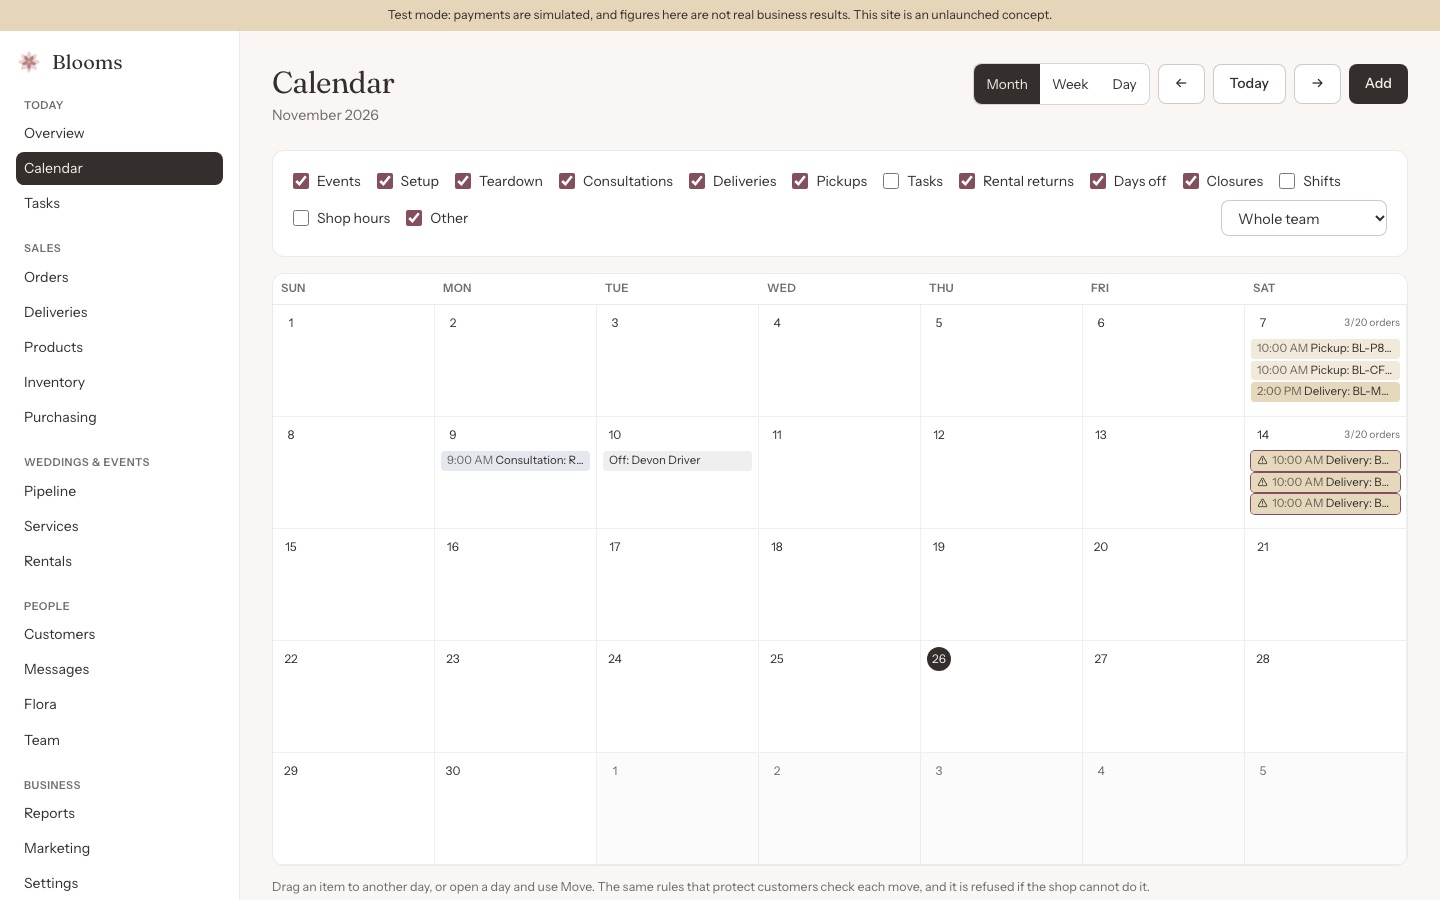 Test mode: payments are simulated, and figures here are not real business results. This site is an unlaunched concept.
Blooms
TODAY
Overview
Calendar
Tasks
SALES
Orders
Deliveries
Products
Inventory
Purchasing
WEDDINGS & EVENTS
Pipeline
Services
Rentals
PEOPLE
Customers
Messages
Flora
Team
BUSINESS
Reports
Marketing
Settings
Calendar
November 2026
Month Week Day ← Today → Add
Events Setup Teardown Consultations Deliveries Pickups Tasks Rental returns Days off Closures Shifts
Shop hours Other Whole team
SUN MON TUE WED THU FRI SAT
1 2 3 4 5 6 7 3/20 orders
10:00 AM Pickup: BL-P8...
10:00 AM Pickup: BL-CF...
2:00 PM Delivery: BL-M...
8 9 10 11 12 13 14 3/20 orders
9:00 AM Consultation: R... Off: Devon Driver 10:00 AM Delivery: B...
10:00 AM Delivery: B...
10:00 AM Delivery: B...
15 16 17 18 19 20 21
22 23 24 25 26 27 28
29 30 1 2 3 4 5
Drag an item to another day, or open a day and use Move. The same rules that protect customers check each move, and it is refused if the shop cannot do it.